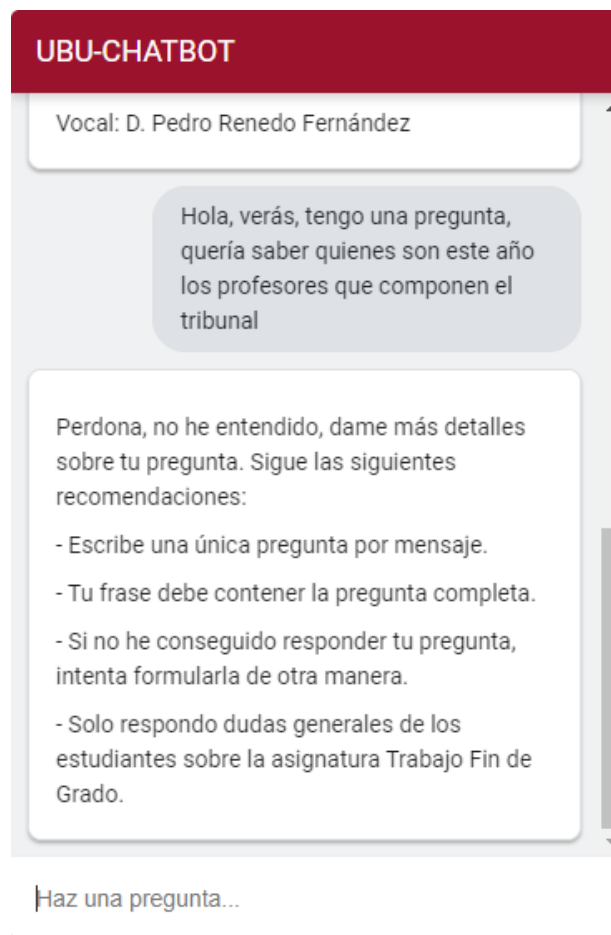 UBU-CHATBOT
Vocal: D. Pedro Renedo Fernández
Hola, verás, tengo una pregunta,
quería saber quienes son este año
los profesores que componen el
tribunal
Perdona, no he entendido, dame más detalles
sobre tu pregunta. Sigue las siguientes
recomendaciones:
- Escribe una única pregunta por mensaje.
- Tu frase debe contener la pregunta completa.
- Si no he conseguido responder tu pregunta,
intenta formularla de otra manera.
- Solo respondo dudas generales de los
estudiantes sobre la asignatura Trabajo Fin de
Grado.
Haz una pregunta...